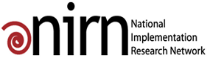 nirn
National
Implementation
Research Network